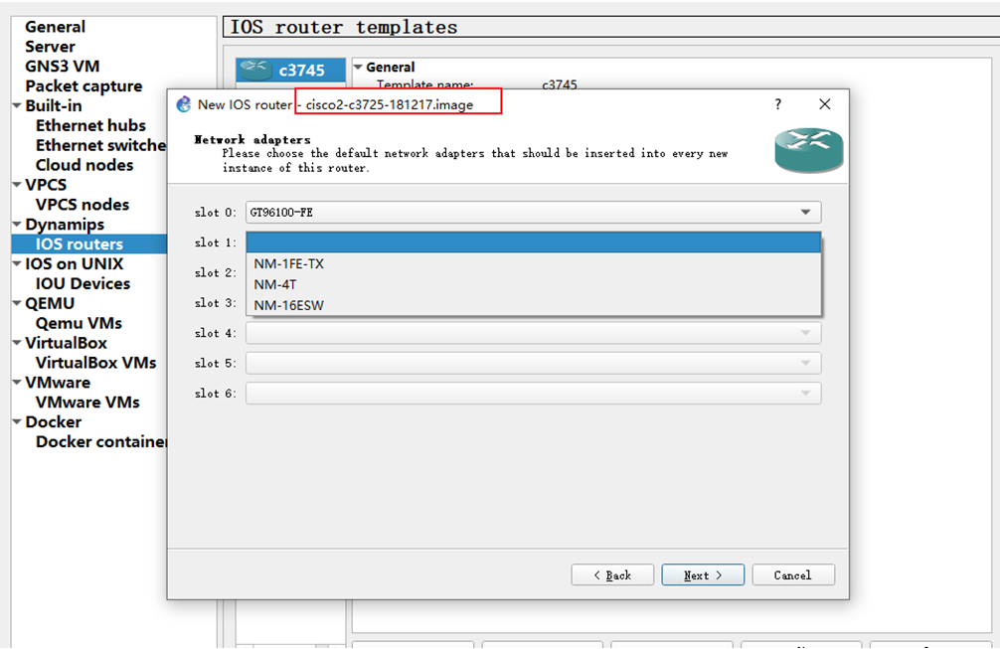 General
Server
GNS3 VM
Packet capture
Built-in
Ethernet hubs
Ethernet switche
Cloud nodes
VPCS
VPCS nodes
Dynamips
IOS routers
IOS on UNIX
IOU Devices
QEMU
Qemu VMs
VirtualBox
VirtualBox VMs
VMware
VMware VMs
Docker
Docker container
IOS router templates
c3745
General
Template name: c3745
New IOS router - cisco2-c3725-181217.image
?
Network adapters
Please choose the default network adapters that should be inserted into every new
instance of this router.
slot 0: GT96100-FE
slot 1:
NM-1FE-TX
slot 2: NM-4T
slot 3: NM-16ESW
slot 4:
slot 5:
slot 6:
< Back Next > Cancel